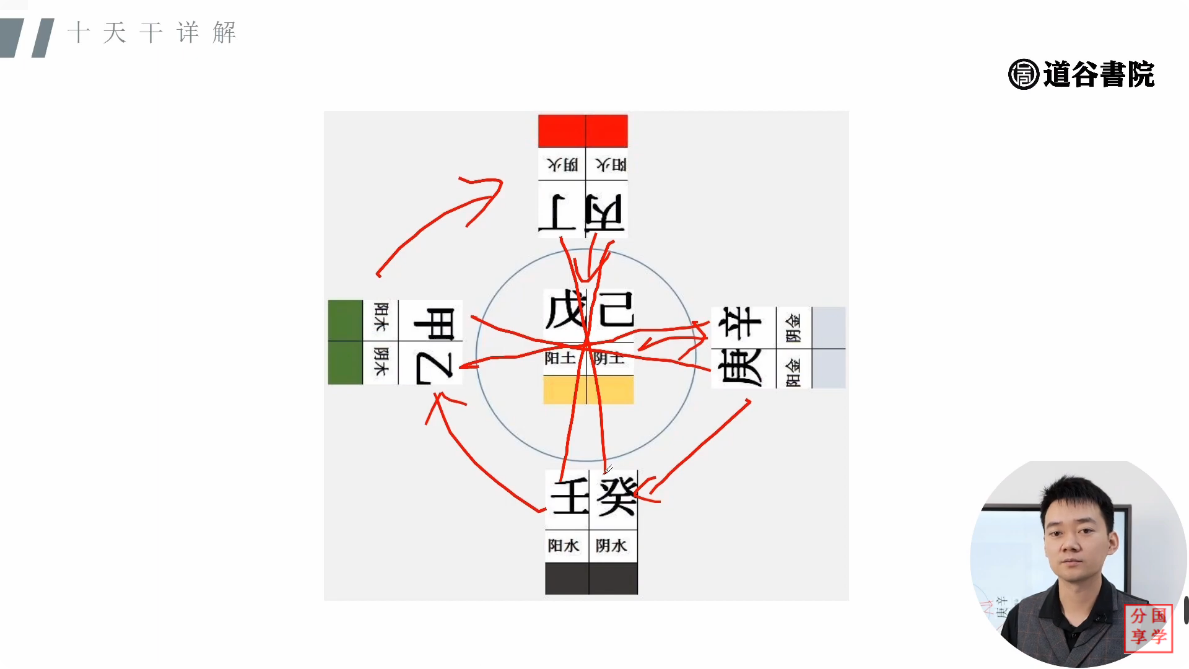 十天干详解
道谷書院
阴火 阳火
丁 丙
戊 己
阳土 阴土
阳木 甲
阴木 乙
辛 阴金
庚 阳金
壬 癸
阳水 阴水
庚辛
分国
享学